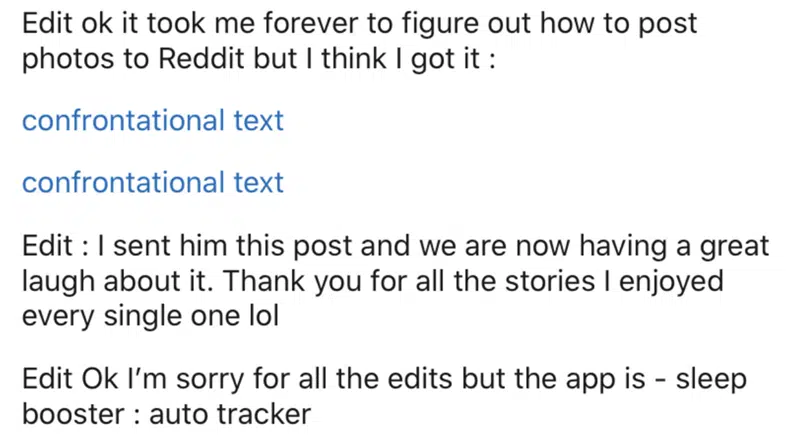 Edit ok it took me forever to figure out how to post
photos to Reddit but I think I got it :
confrontational text
confrontational text
Edit : I sent him this post and we are now having a great
laugh about it. Thank you for all the stories I enjoyed
every single one lol
Edit Ok I’m sorry for all the edits but the app is - sleep
booster : auto tracker